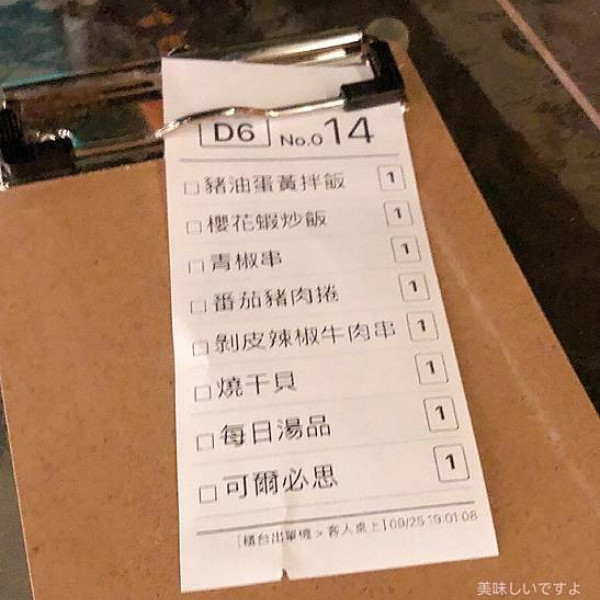 D6 No.014
□豬油蛋黃拌飯 1
□櫻花蝦炒飯 1
□青椒串 1
□番茄豬肉捲 1
□剝皮辣椒牛肉串 1
□燒干貝 1
□每日湯品 1
□可爾必思 1
[櫃台出單機 > 客人桌上] 09/25 19:01:08
美味しいですよ